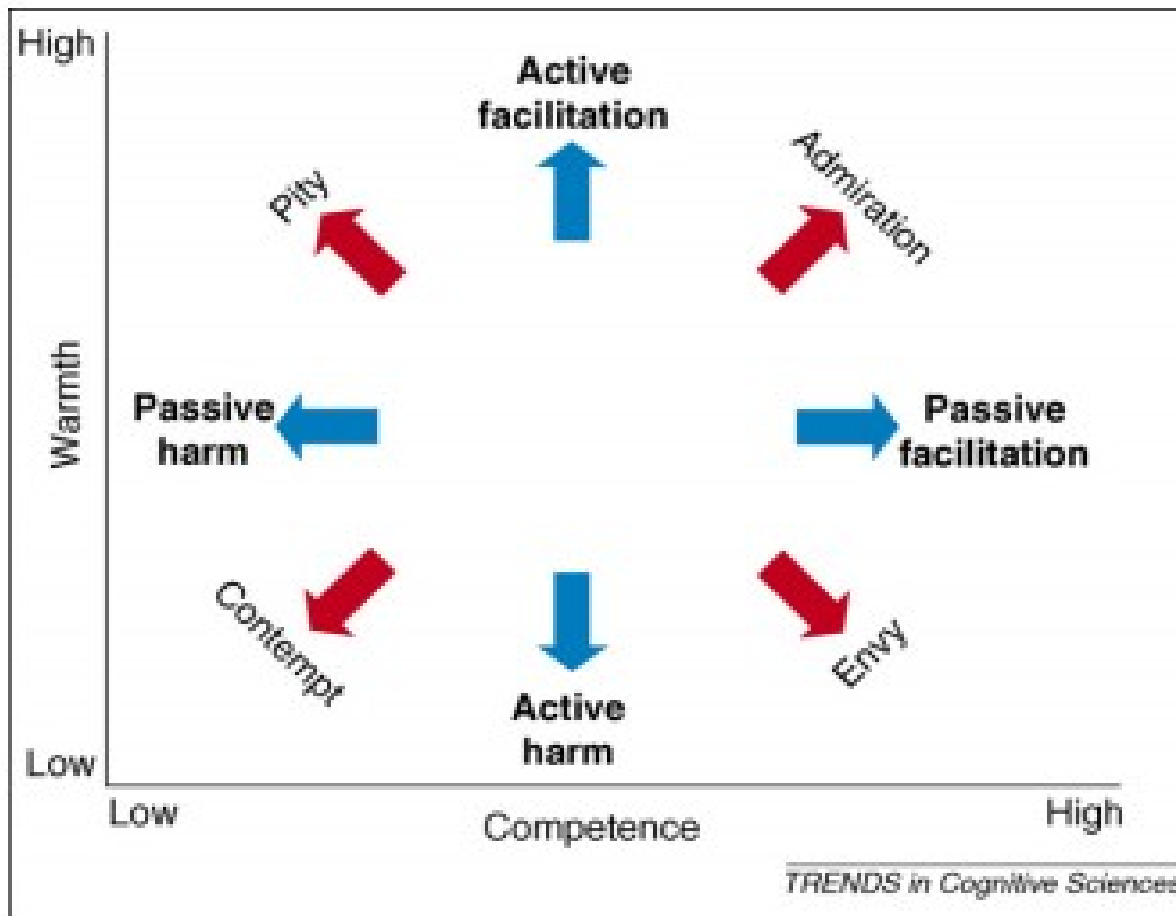 High
Active
facilitation
Pity
Admiration
Warmth
Passive
harm
Passive
facilitation
Contempt
Envy
Active
harm
Low
Low
Competence
High
TRENDS in Cognitive Sciences